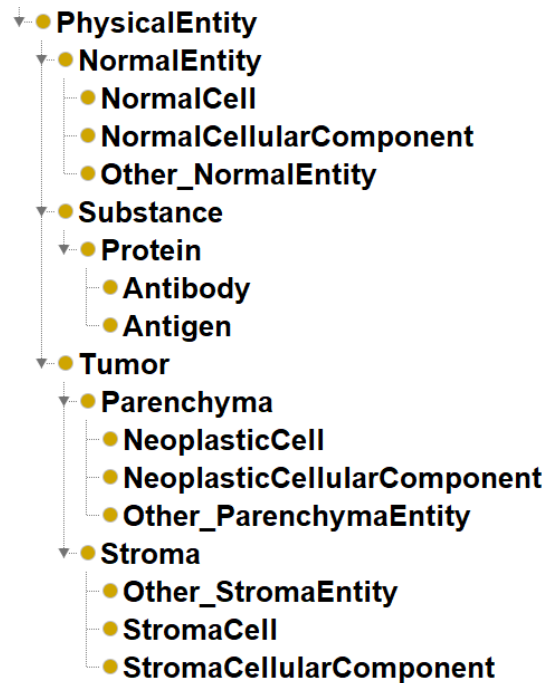 PhysicalEntity
NormalEntity
NormalCell
NormalCellularComponent
Other_NormalEntity
Substance
Protein
Antibody
Antigen
Tumor
Parenchyma
NeoplasticCell
NeoplasticCellularComponent
Other_ParenchymaEntity
Stroma
Other_StromaEntity
StromaCell
StromaCellularComponent